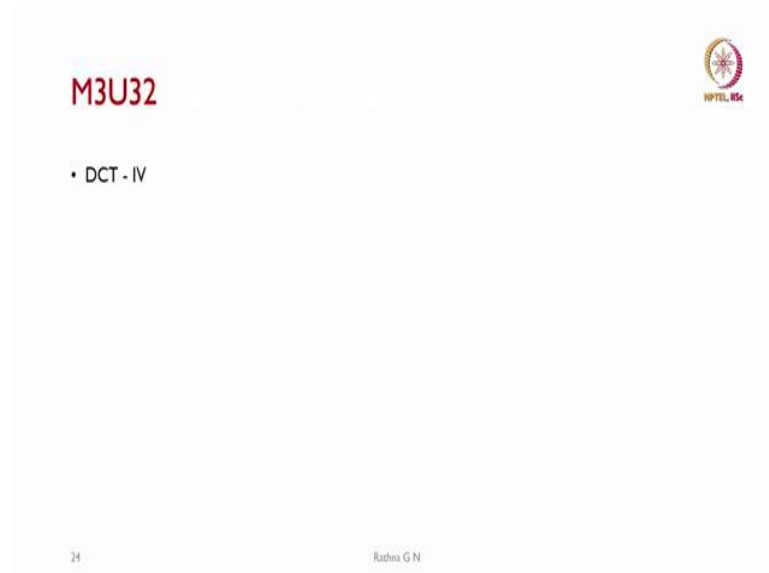 M3U32
NPTEL, IISc
• DCT - IV
24
Rathna G N